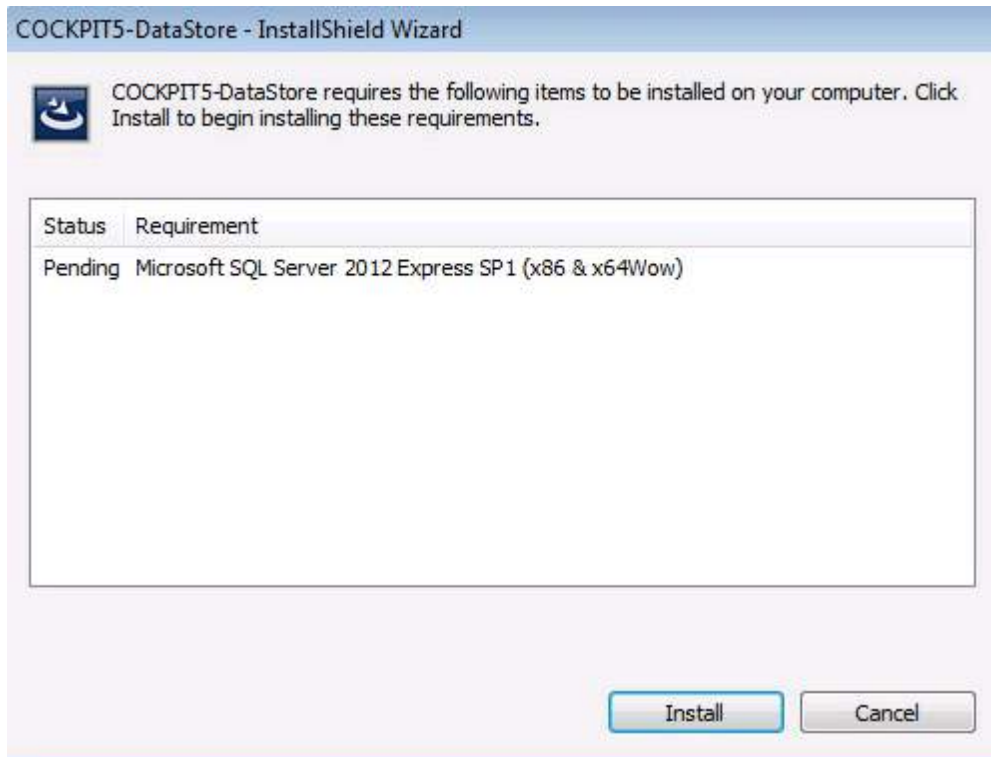 COCKPIT5-DataStore - InstallShield Wizard
COCKPIT5-DataStore requires the following items to be installed on your computer. Click
Install to begin installing these requirements.
Status Requirement
Pending Microsoft SQL Server 2012 Express SP1 (x86 & x64Wow)
Install Cancel